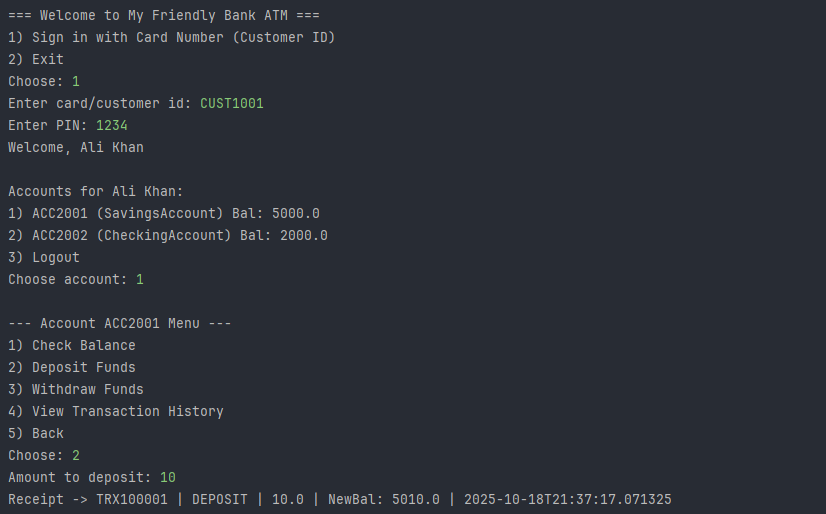 === Welcome to My Friendly Bank ATM ===
1) Sign in with Card Number (Customer ID)
2) Exit
Choose: 1
Enter card/customer id: CUST1001
Enter PIN: 1234
Welcome, Ali Khan

Accounts for Ali Khan:
1) ACC2001 (SavingsAccount) Bal: 5000.0
2) ACC2002 (CheckingAccount) Bal: 2000.0
3) Logout
Choose account: 1

--- Account ACC2001 Menu ---
1) Check Balance
2) Deposit Funds
3) Withdraw Funds
4) View Transaction History
5) Back
Choose: 2
Amount to deposit: 10
Receipt -> TRX100001 | DEPOSIT | 10.0 | NewBal: 5010.0 | 2025-10-18T21:37:17.071325